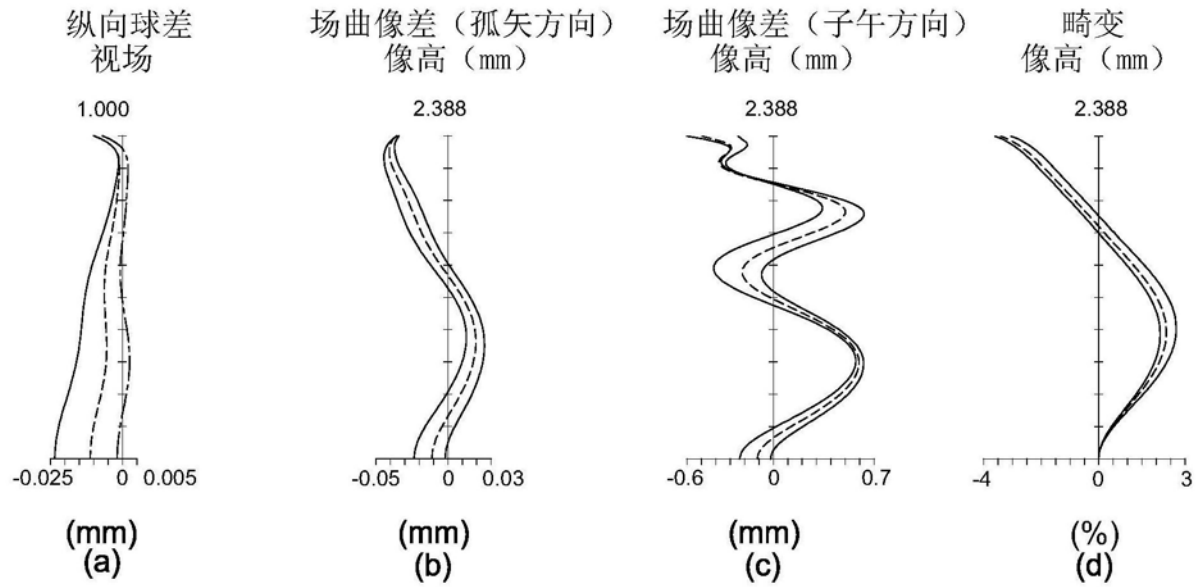 纵向球差
视场
1.000
-0.025 0 0.005
(mm)
(a)
场曲像差（孤矢方向）
像高（mm）
2.388
-0.05 0 0.03
(mm)
(b)
场曲像差（子午方向）
像高（mm）
2.388
-0.6 0 0.7
(mm)
(c)
畸变
像高（mm）
2.388
-4 0 3
(%)
(d)